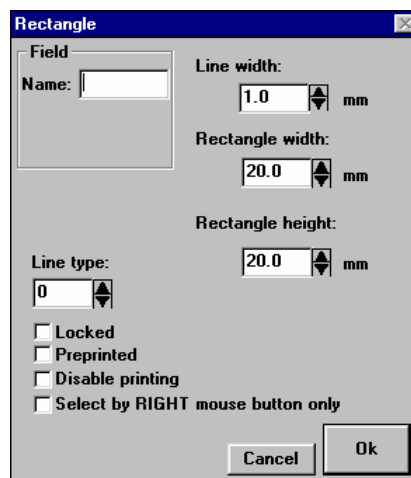 Rectangle
Field
Name:
Line width:
1.0 mm
Rectangle width:
20.0 mm
Rectangle height:
20.0 mm
Line type:
0
Locked
Preprinted
Disable printing
Select by RIGHT mouse button only
Cancel
Ok